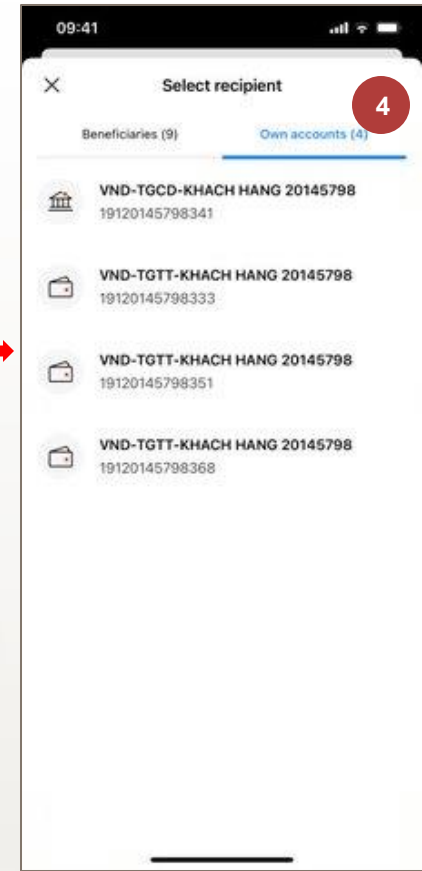 09:41
Select recipient
4
Beneficiaries (9)
Own accounts (4)
VND-TGCD-KHACH HANG 20145798
19120145798341
VND-TGTT-KHACH HANG 20145798
19120145798333
VND-TGTT-KHACH HANG 20145798
19120145798351
VND-TGTT-KHACH HANG 20145798
19120145798368